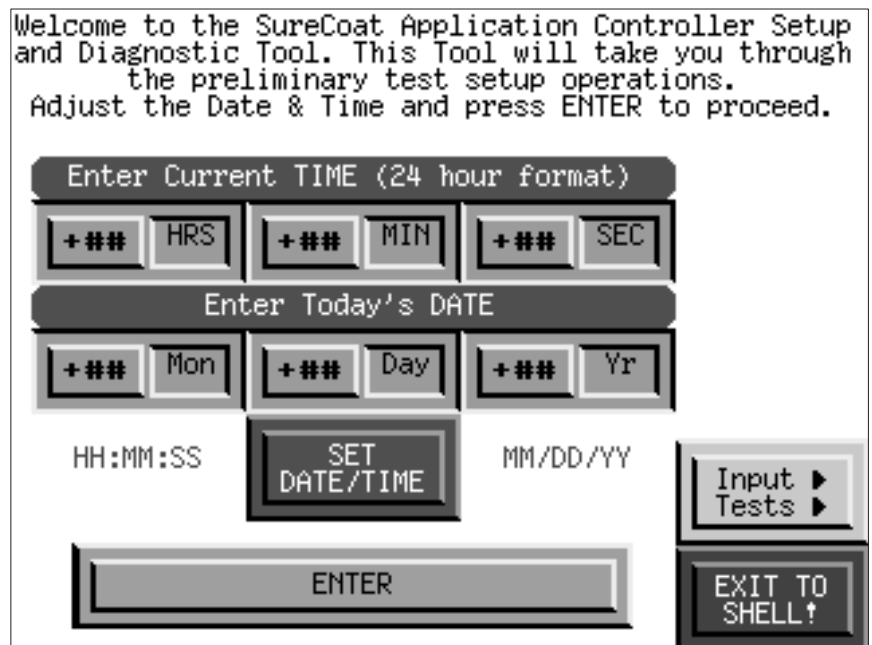 Welcome to the SureCoat Application Controller Setup
and Diagnostic Tool. This Tool will take you through
the preliminary test setup operations.
Adjust the Date & Time and press ENTER to proceed.
Enter Current TIME (24 hour format)
+## HRS +## MIN +## SEC
Enter Today's DATE
+## Mon +## Day +## Yr
HH:MM:SS SET MM/DD/YY
DATE/TIME
Input ▶
Tests ▶
ENTER
EXIT TO
SHELL!